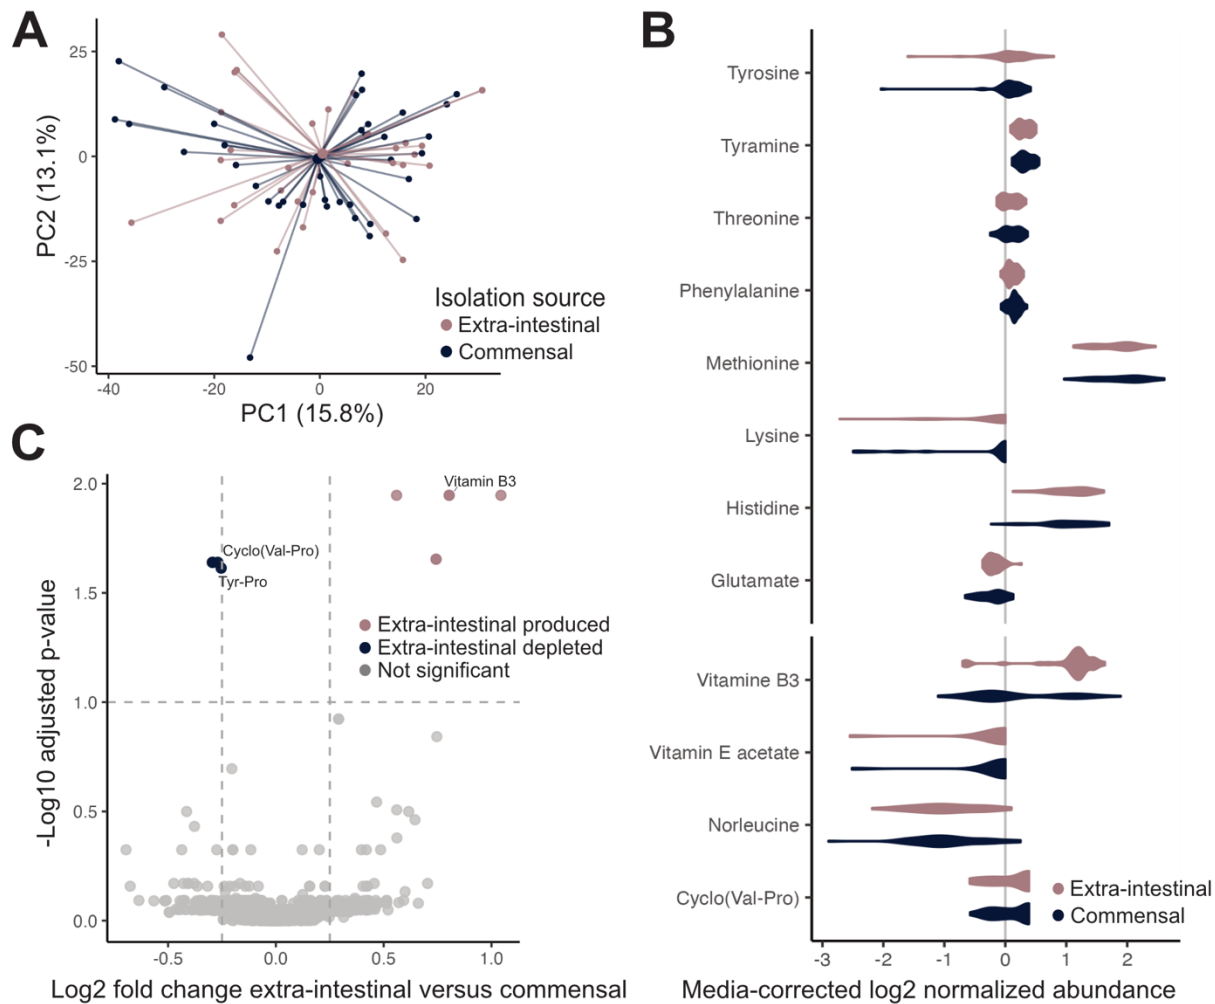 A
25
0
-25
-50
-40
-20
0
20
PC2 (13.1%)
PC1 (15.8%)
Isolation source
Extra-intestinal
Commensal
B
Tyrosine
Tyramine
Threonine
Phenylalanine
Methionine
Lysine
Histidine
Glutamate
Vitamine B3
Vitamin E acetate
Norleucine
Cyclo(Val-Pro)
Extra-intestinal
Commensal
-3
-2
-1
0
1
2
Media-corrected log2 normalized abundance
C
2.0
1.5
1.0
0.5
0.0
-Log10 adjusted p-value
Vitamin B3
Cyclo(Val-Pro)
Tyr-Pro
Extra-intestinal produced
Extra-intestinal depleted
Not significant
-0.5
0.0
0.5
1.0
Log2 fold change extra-intestinal versus commensal